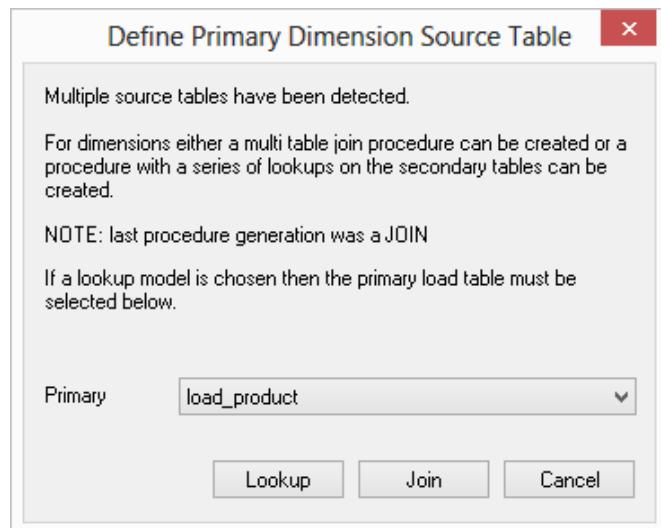 Define Primary Dimension Source Table
Multiple source tables have been detected.
For dimensions either a multi table join procedure can be created or a
procedure with a series of lookups on the secondary tables can be
created.
NOTE: last procedure generation was a JOIN
If a lookup model is chosen then the primary load table must be
selected below.
Primary load_product
Lookup Join Cancel